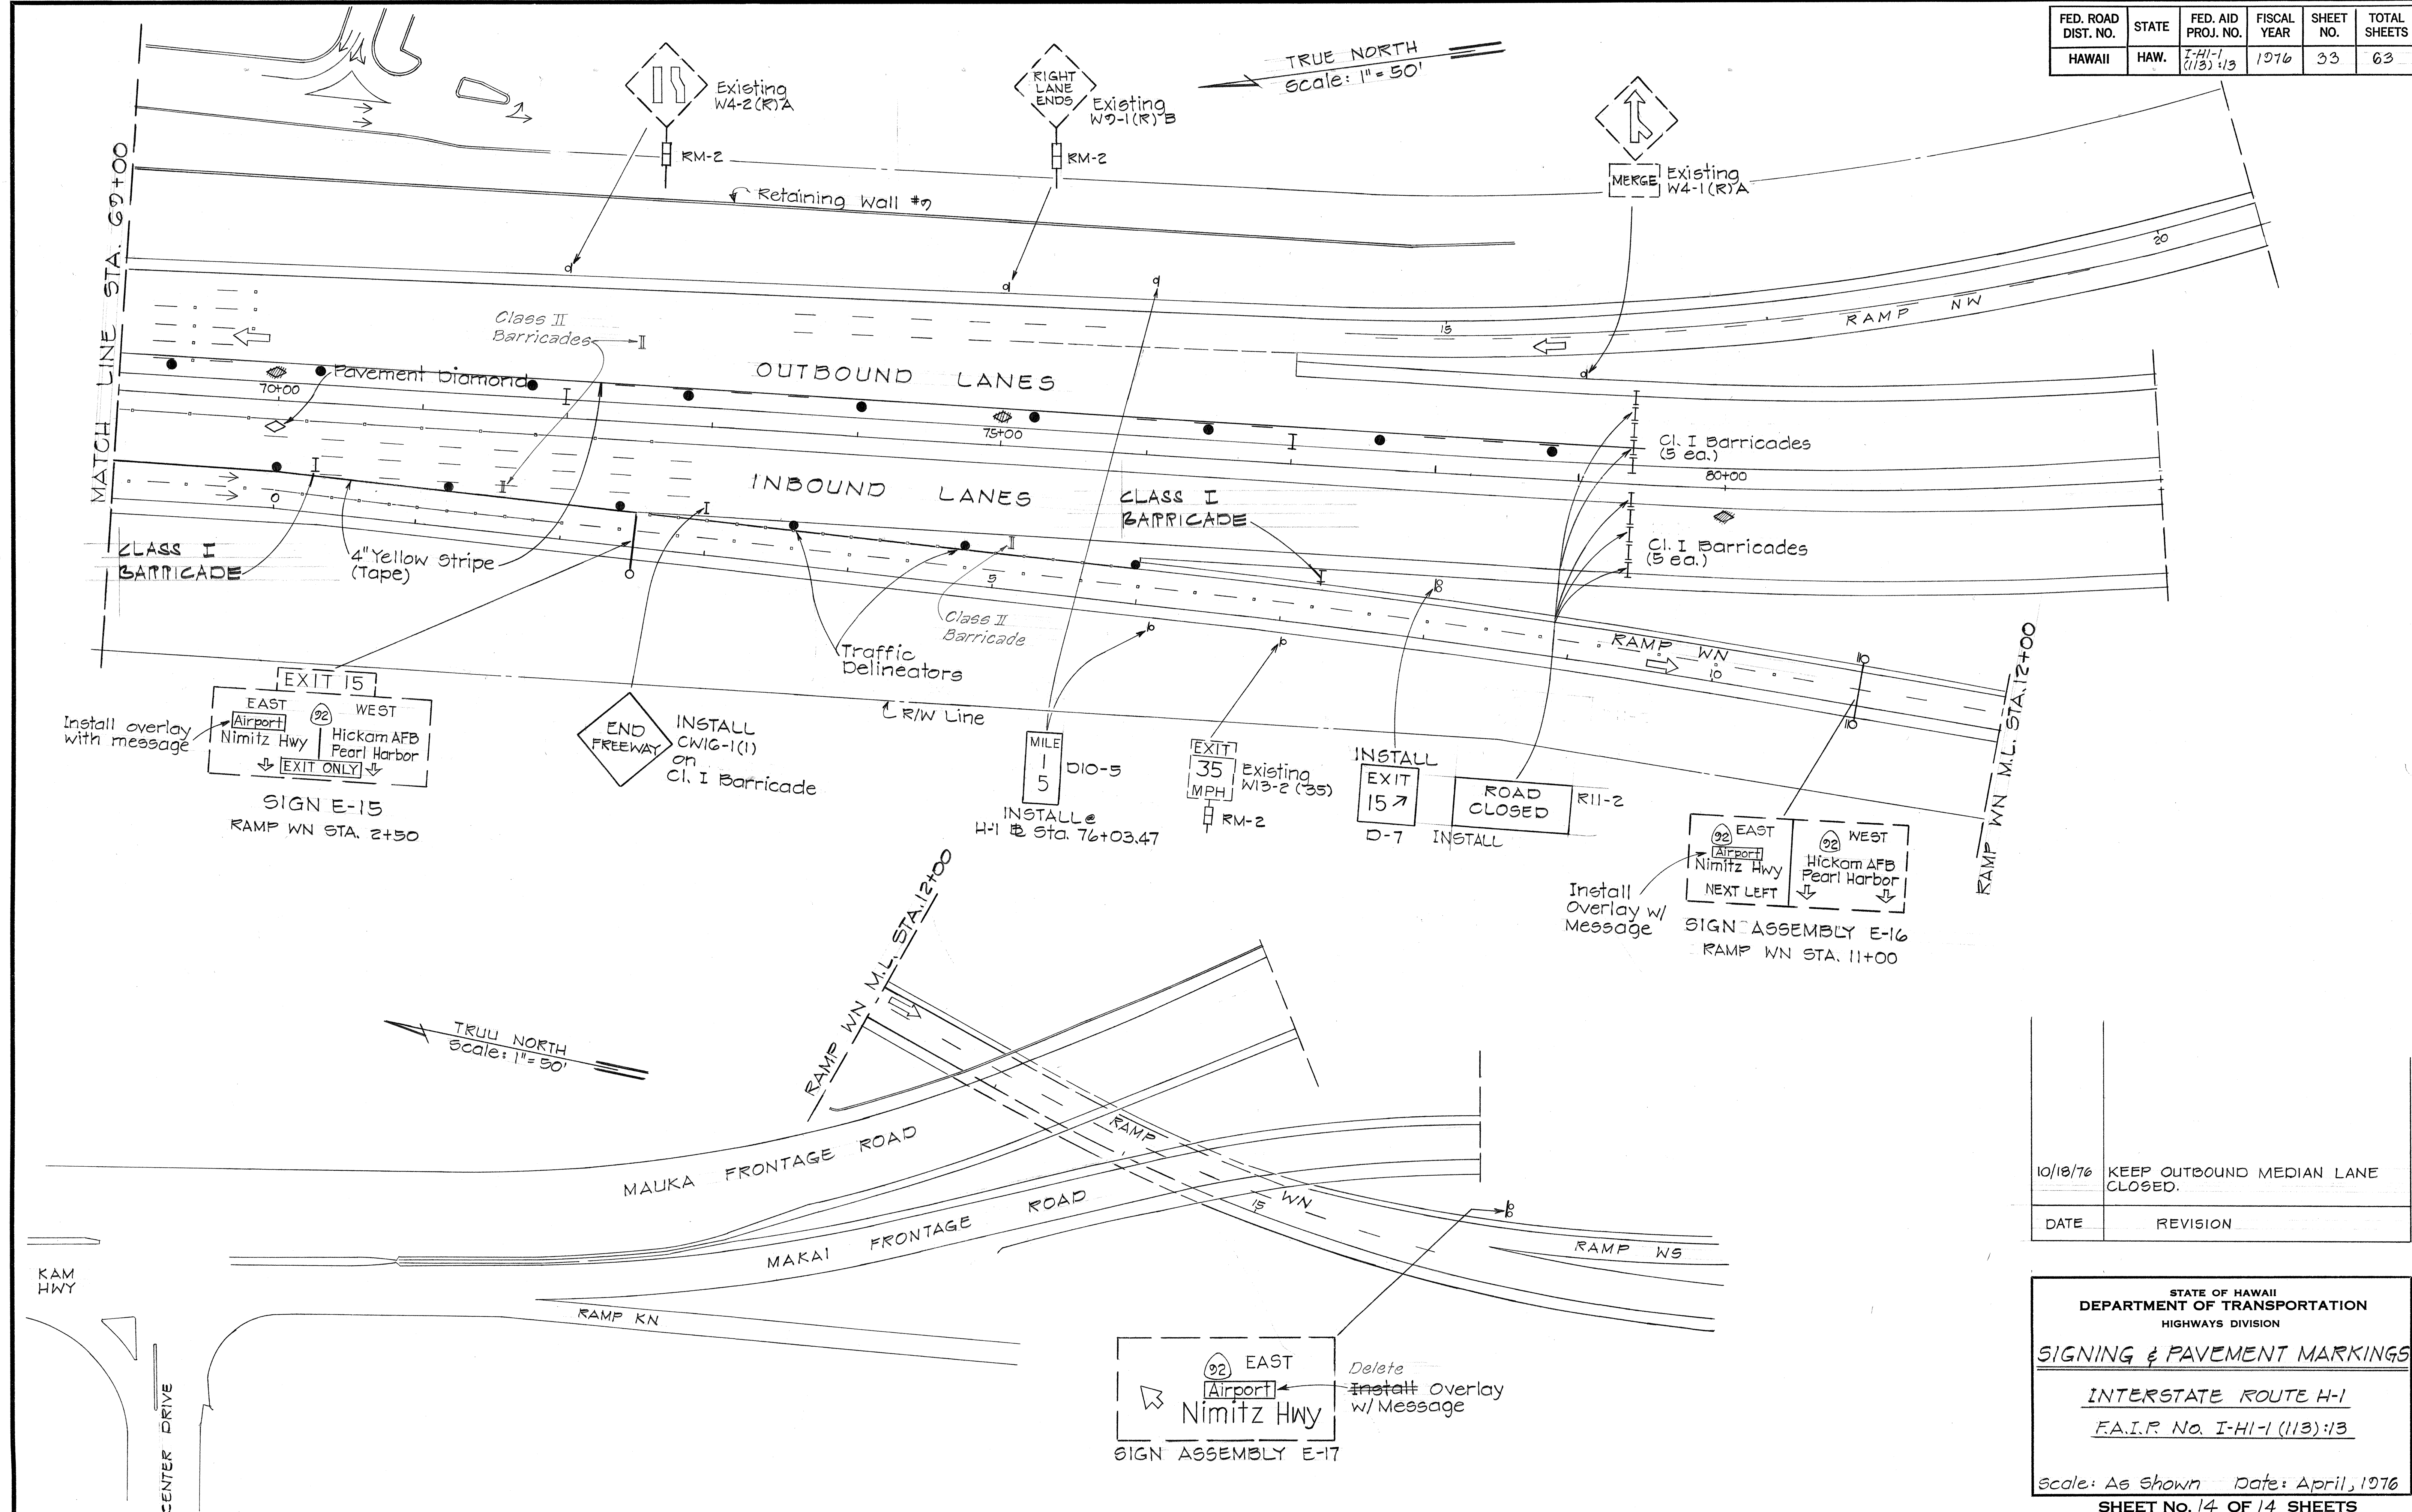 FED. ROAD DIST. NO.
STATE
FED. AID PROJ. NO.
FISCAL YEAR
SHEET NO.
TOTAL SHEETS
HAWAII
HAW.
I-H1-1 (113):13
1976
33
63
TRUE NORTH
Scale: 1" = 50'
Existing
W4-2(R)A
RM-2
RIGHT
LANE
ENDS
Existing
W9-1(R)B
RM-2
MERGE
Existing
W4-1(R)A
Retaining Wall #9
MATCH LINE STA. 69+00
20
RAMP NW
15
Class II
Barricades
OUTBOUND LANES
Pavement Diamond
70+00
75+00
Cl. I Barricades
(5 ea.)
80+00
INBOUND LANES
CLASS I
BARRICADE
0
CLASS I
BARRICADE
4" Yellow Stripe
(Tape)
Cl. I Barricades
(5 ea.)
5
Class II
Barricade
Traffic
Delineators
RAMP WN
10
RAMP WN M.L. STA. 12+00
R/W Line
EXIT 15
EAST 92 WEST
Airport
Nimitz Hwy
Hickam AFB
Pearl Harbor
EXIT ONLY
Install overlay
with message
SIGN E-15
RAMP WN STA. 2+50
END
FREEWAY
INSTALL
CW16-1(1)
on
Cl. I Barricade
MILE
1
5
D10-5
INSTALL @
H-1 B Sta. 76+03.47
EXIT
35
MPH
Existing
W13-2 (35)
RM-2
INSTALL
EXIT
15
D-7
ROAD
CLOSED
R11-2
INSTALL
92 EAST
Airport
Nimitz Hwy
NEXT LEFT
92 WEST
Hickam AFB
Pearl Harbor
Install
Overlay w/
Message
SIGN ASSEMBLY E-16
RAMP WN STA. 11+00
RAMP WN M.L. STA. 12+00
TRUU NORTH
Scale: 1" = 50'
MAUKA FRONTAGE ROAD
MAKAI FRONTAGE ROAD
RAMP WN
15
RAMP WS
RAMP KN
KAM
HWY
CENTER DRIVE
92 EAST
Airport
Nimitz Hwy
Delete
Install Overlay
w/ Message
SIGN ASSEMBLY E-17
10/18/76 KEEP OUTBOUND MEDIAN LANE
CLOSED.
DATE REVISION
STATE OF HAWAII
DEPARTMENT OF TRANSPORTATION
HIGHWAYS DIVISION
SIGNING & PAVEMENT MARKINGS
INTERSTATE ROUTE H-1
F.A.I.P. No. I-H1-1 (113):13
Scale: As Shown Date: April, 1976
SHEET No. 14 OF 14 SHEETS